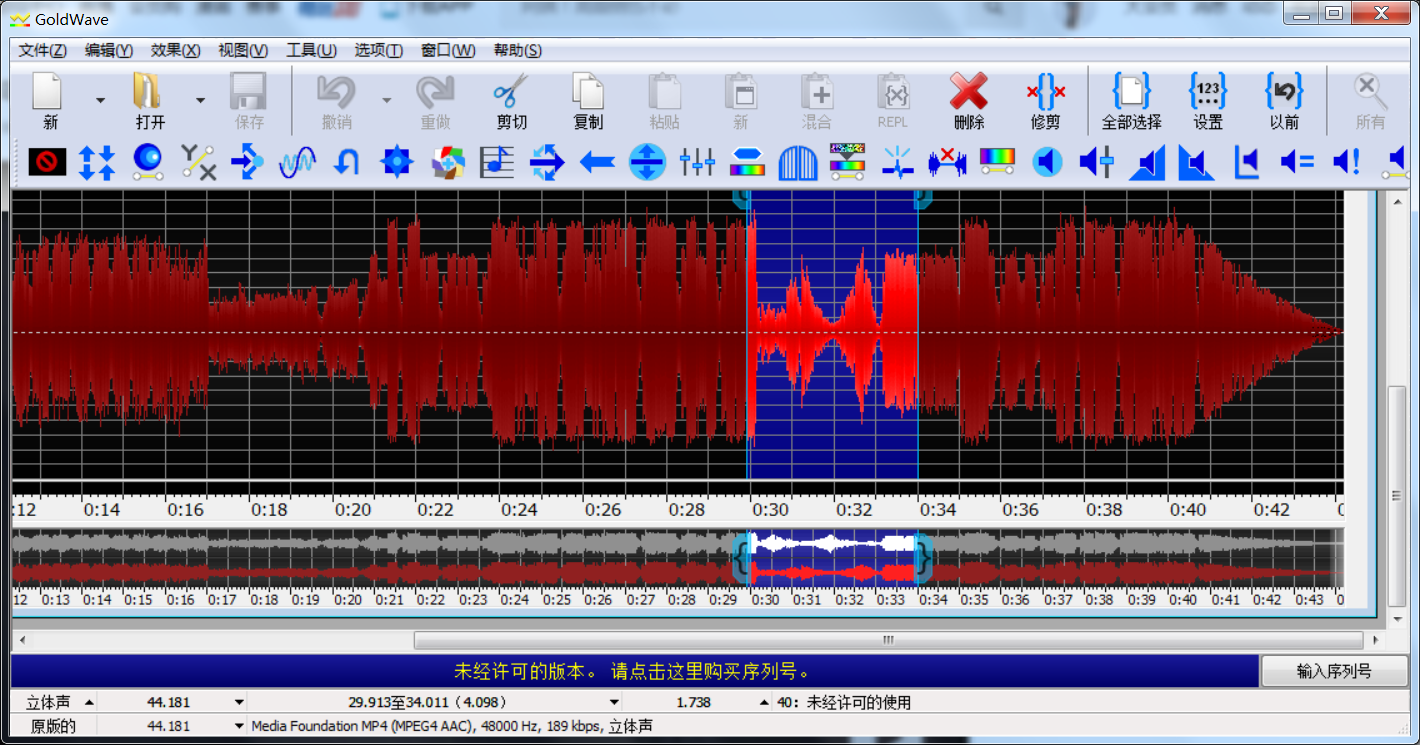 GoldWave
文件(Z) 编辑(Y) 效果(X) 视图(V) 工具(U) 选项(T) 窗口(W) 帮助(S)
新 打开 保存 撤销 重做 剪切 复制 粘贴 新 混合 REPL 删除 修剪 全部选择 设置 以前 所有
:12 0:14 0:16 0:18 0:20 0:22 0:24 0:26 0:28 0:30 0:32 0:34 0:36 0:38 0:40 0:42
12 0:13 0:14 0:15 0:16 0:17 0:18 0:19 0:20 0:21 0:22 0:23 0:24 0:25 0:26 0:27 0:28 0:29 0:30 0:31 0:32 0:33 0:34 0:35 0:36 0:37 0:38 0:39 0:40 0:41 0:42 0:43
未经许可的版本。 请点击这里购买序列号。 输入序列号
立体声 44.181 29.913至34.011（4.098） 1.738 40：未经许可的使用
原版的 44.181 Media Foundation MP4 (MPEG4 AAC), 48000 Hz, 189 kbps, 立体声